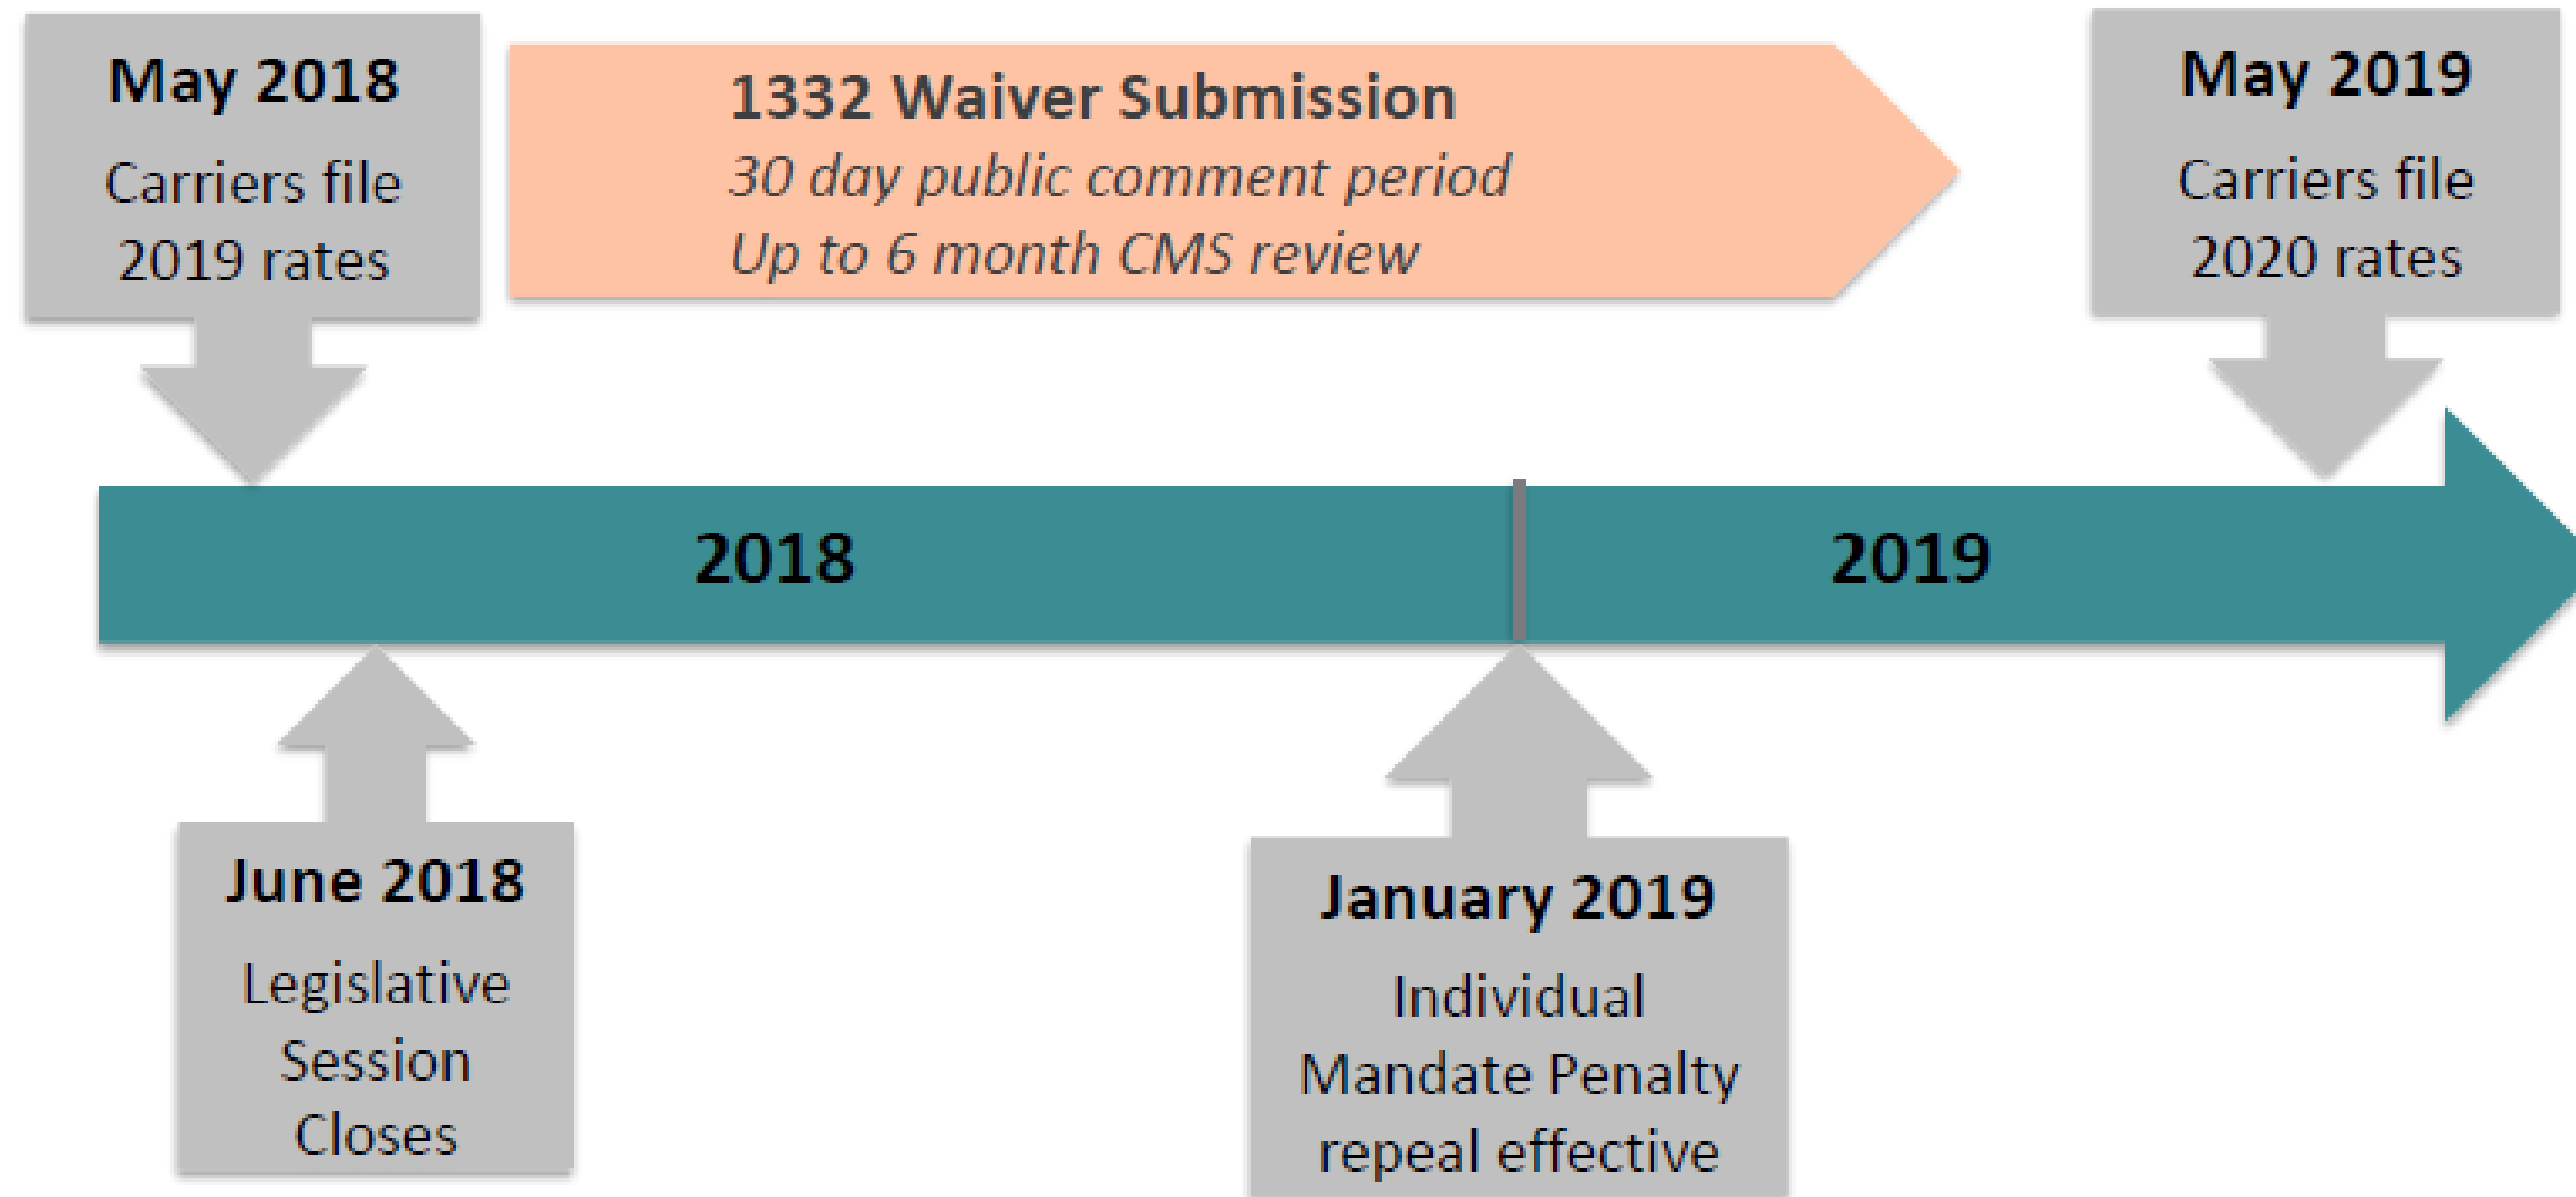 May 2018
Carriers file
2019 rates
1332 Waiver Submission
30 day public comment period
Up to 6 month CMS review
May 2019
Carriers file
2020 rates
2018
2019
June 2018
Legislative
Session
Closes
January 2019
Individual
Mandate Penalty
repeal effective